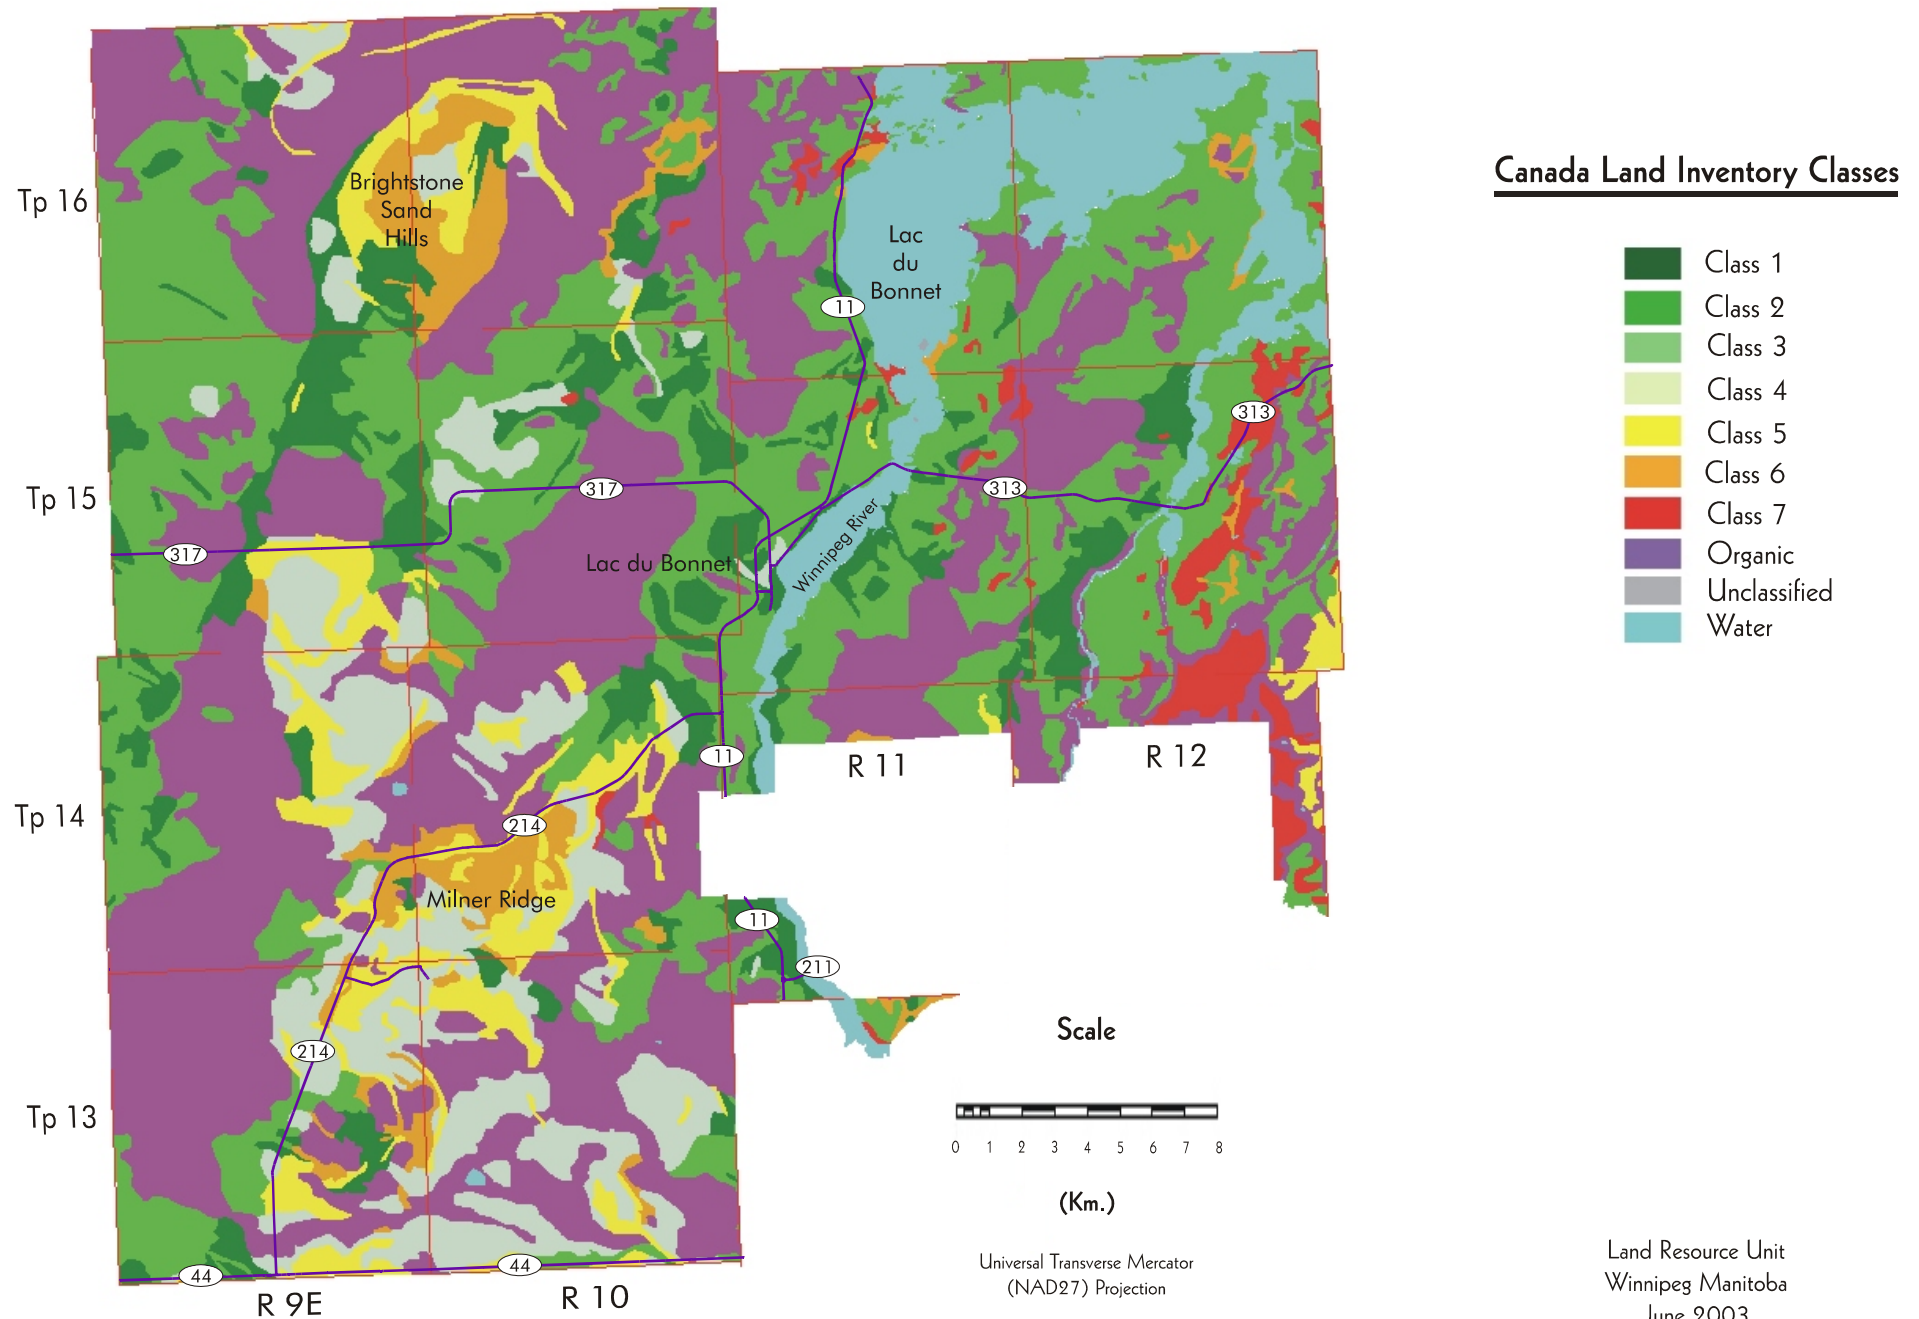 Canada Land Inventory Classes
Class 1
Class 2
Class 3
Class 4
Class 5
Class 6
Class 7
Organic
Unclassified
Water
Tp 16
Tp 15
Tp 14
Tp 13
Brightstone
Sand
Hills
Lac
du
Bonnet
11
313
317
313
317
Lac du Bonnet
Winnipeg River
11
R 11
R 12
214
Milner Ridge
11
211
214
44
44
R 9E
R 10
Scale
0 1 2 3 4 5 6 7 8
(Km.)
Universal Transverse Mercator
(NAD27) Projection
Land Resource Unit
Winnipeg Manitoba
June 2003